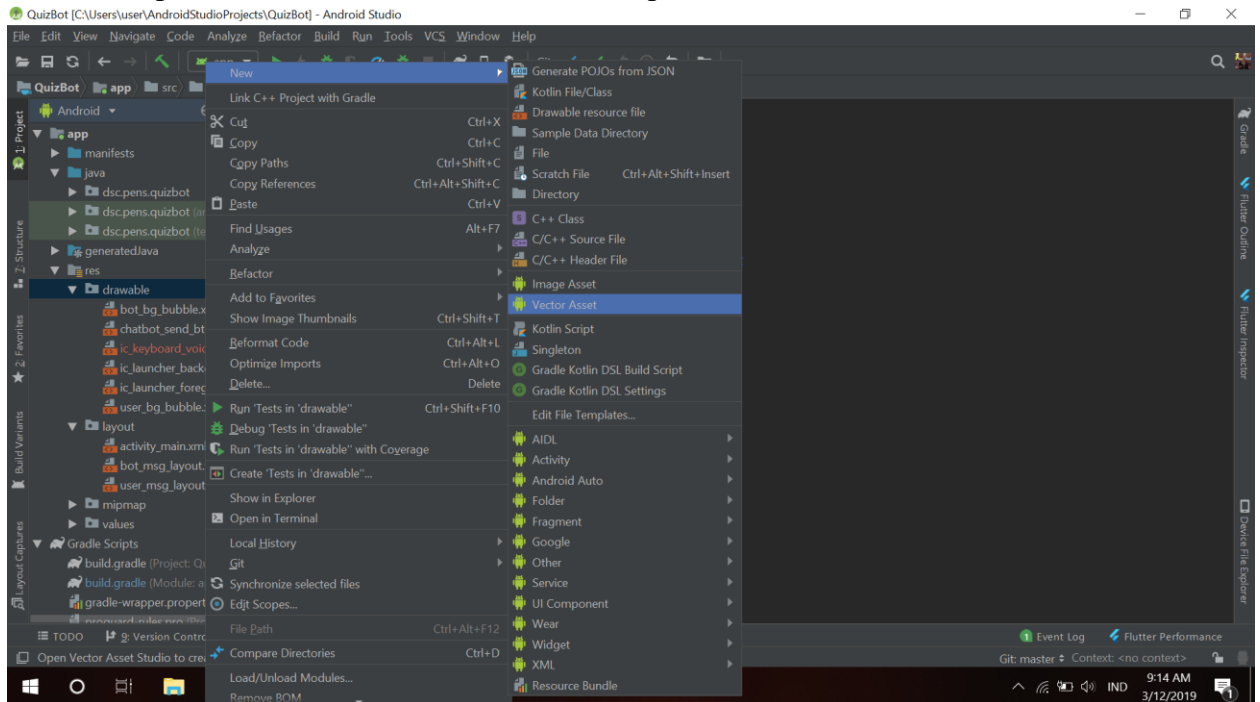 QuizBot [C:\Users\user\AndroidStudioProjects\QuizBot] - Android Studio
File Edit View Navigate Code Analyze Refactor Build Run Tools VCS Window Help
QuizBot app src
Android
app
manifests
java
dsc.pens.quizbot
dsc.pens.quizbot (an
dsc.pens.quizbot (te
generatedJava
res
drawable
bot_bg_bubble.x
chatbot_send_bt
ic_keyboard_voic
ic_launcher_back
ic_launcher_foreg
user_bg_bubble.
layout
activity_main.xml
bot_msg_layout.
user_msg_layout
mipmap
values
Gradle Scripts
build.gradle (Project: Qu
build.gradle (Module: a
gradle-wrapper.propert
1: Project
7: Structure
2: Favorites
Build Variants
Layout Captures
New
Link C++ Project with Gradle
Cut Ctrl+X
Copy Ctrl+C
Copy Paths Ctrl+Shift+C
Copy References Ctrl+Alt+Shift+C
Paste Ctrl+V
Find Usages Alt+F7
Analyze
Refactor
Add to Favorites
Show Image Thumbnails Ctrl+Shift+T
Reformat Code Ctrl+Alt+L
Optimize Imports Ctrl+Alt+O
Delete... Delete
Run 'Tests in 'drawable'' Ctrl+Shift+F10
Debug 'Tests in 'drawable''
Run 'Tests in 'drawable'' with Coverage
Create 'Tests in 'drawable''...
Show in Explorer
Open in Terminal
Local History
Git
Synchronize selected files
Edit Scopes...
File Path Ctrl+Alt+F12
Compare Directories Ctrl+D
Load/Unload Modules...
Remove BOM
Generate POJOs from JSON
Kotlin File/Class
Drawable resource file
Sample Data Directory
File
Scratch File Ctrl+Alt+Shift+Insert
Directory
C++ Class
C/C++ Source File
C/C++ Header File
Image Asset
Vector Asset
Kotlin Script
Singleton
Gradle Kotlin DSL Build Script
Gradle Kotlin DSL Settings
Edit File Templates...
AIDL
Activity
Android Auto
Folder
Fragment
Google
Other
Service
UI Component
Wear
Widget
XML
Resource Bundle
Gradle
Flutter Outline
Flutter Inspector
Device File Explorer
TODO 9: Version Contro
1 Event Log Flutter Performance
Open Vector Asset Studio to crea
Git: master Context: <no context>
IND 9:14 AM
3/12/2019
1